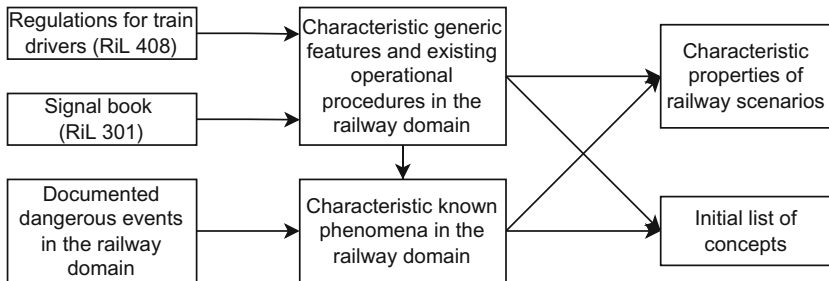 Regulations for train
drivers (RiL 408)
Signal book
(RiL 301)
Documented
dangerous events
in the railway
domain
Characteristic generic
features and existing
operational
procedures in the
railway domain
Characteristic known
phenomena in the
railway domain
Characteristic
properties of
railway scenarios
Initial list of
concepts